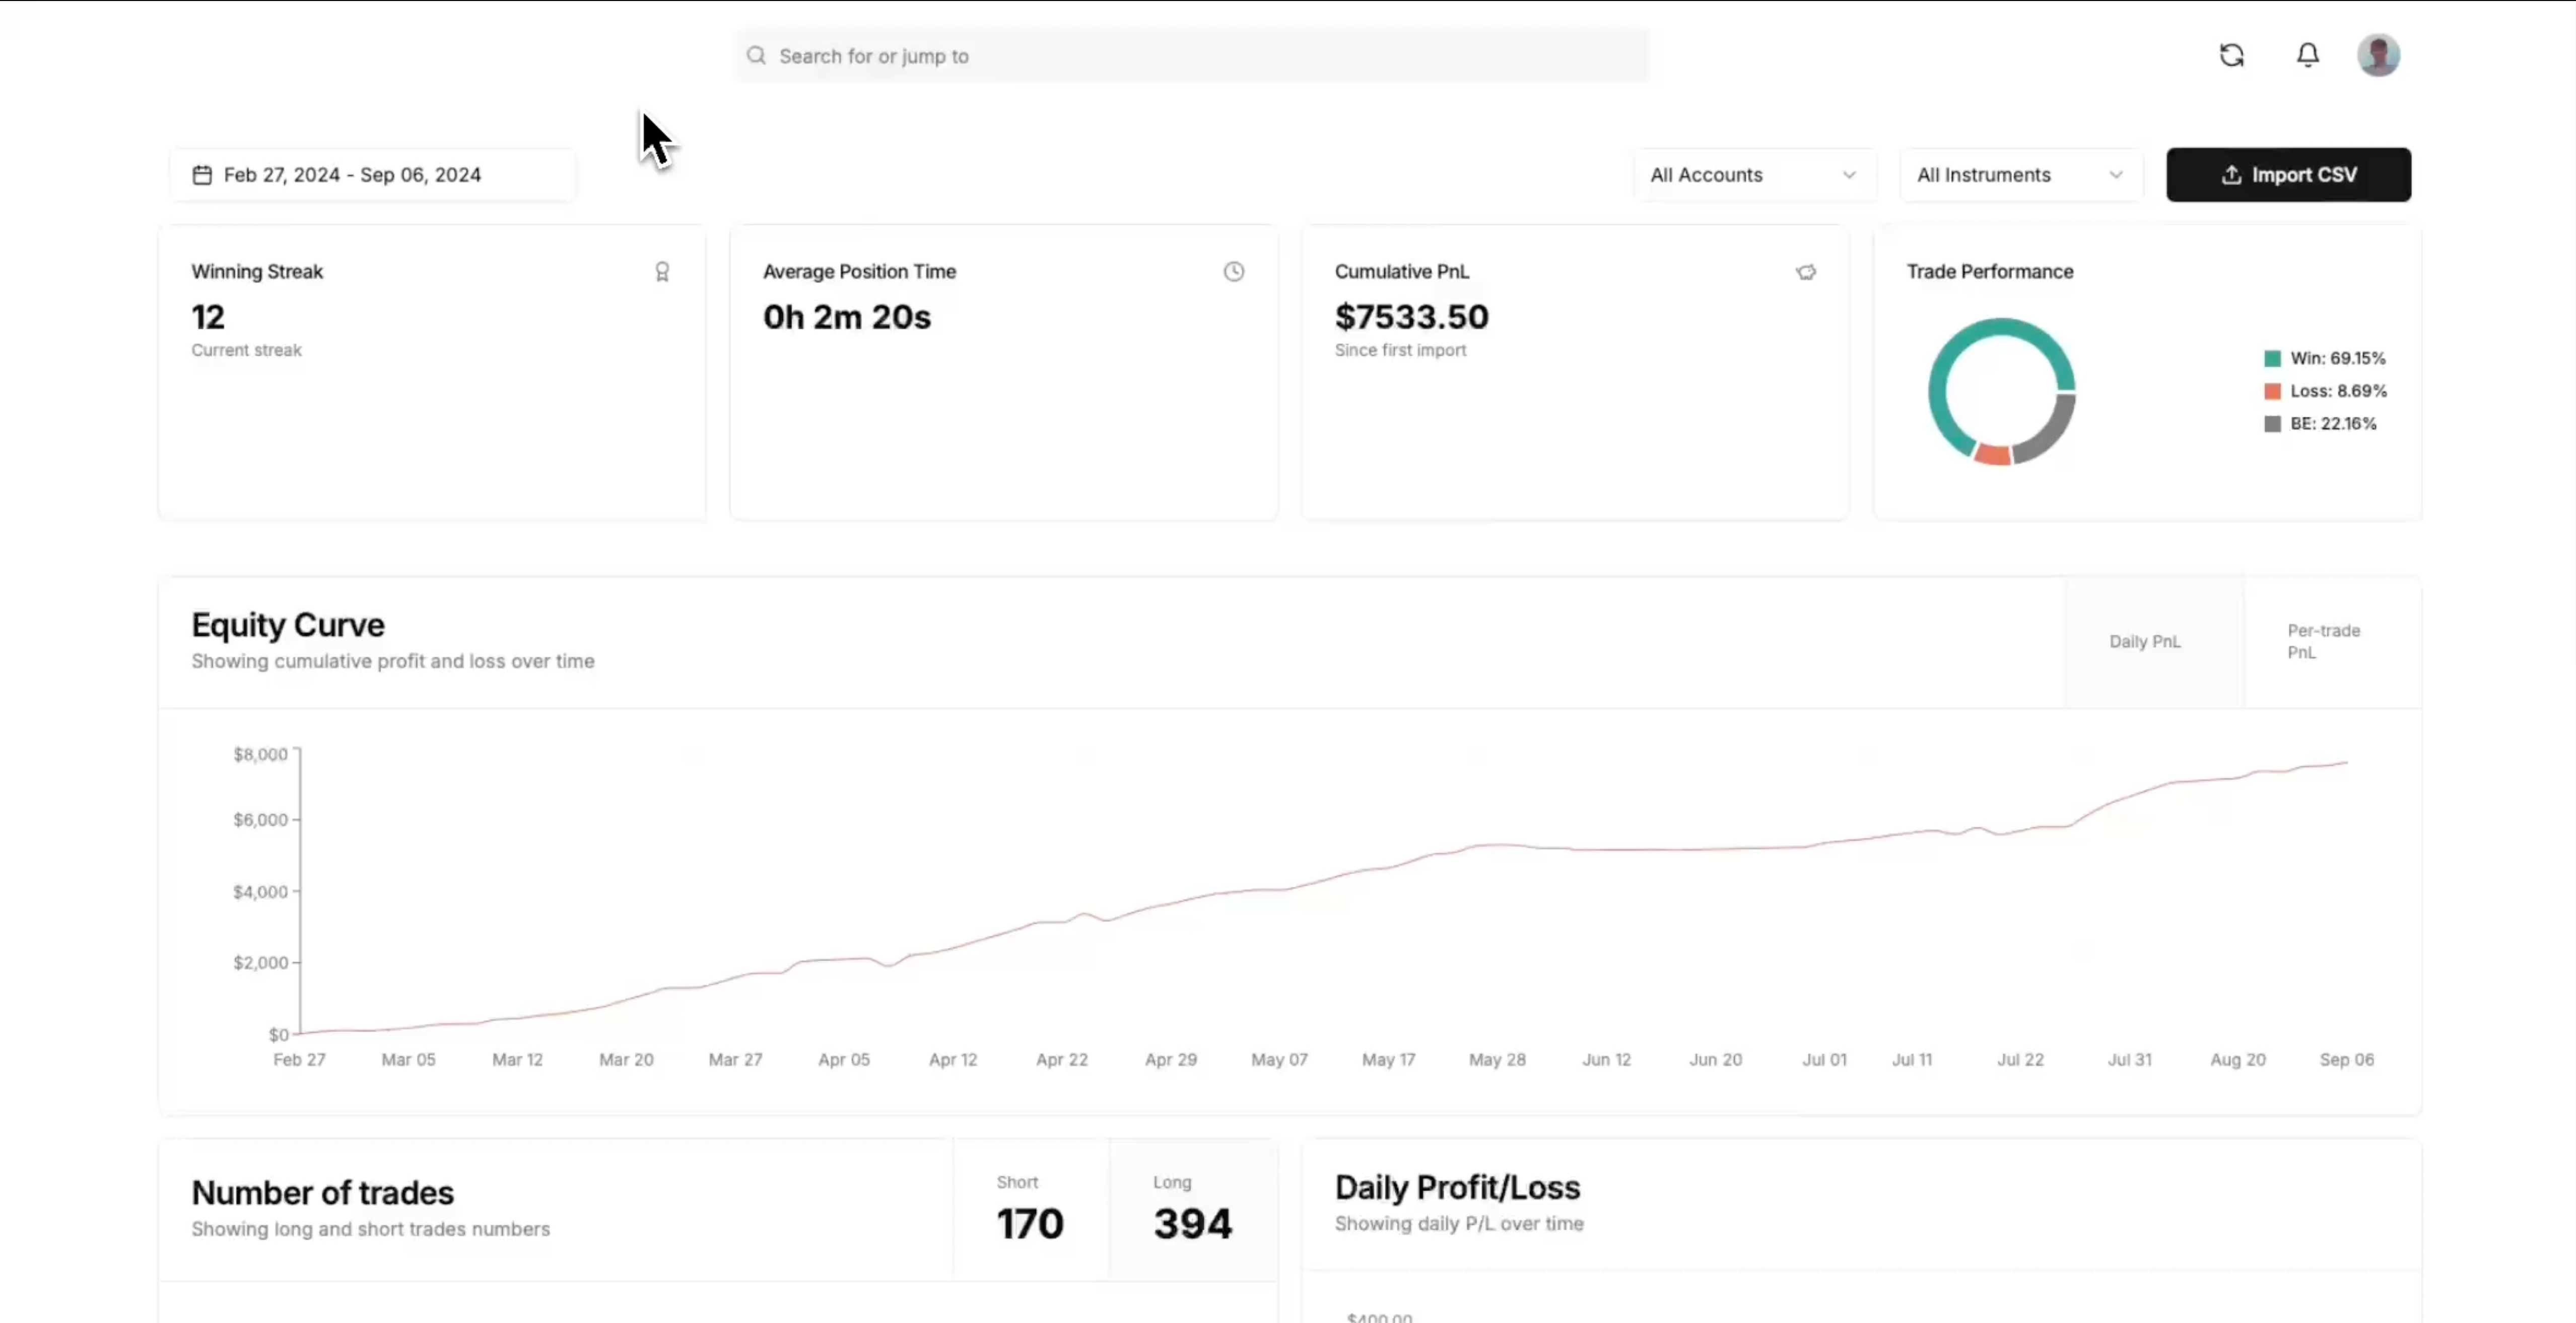 Search for or jump to
Feb 27, 2024 - Sep 06, 2024
All Accounts
All Instruments
Import CSV
Winning Streak
12
Current streak
Average Position Time
0h 2m 20s
Cumulative PnL
$7533.50
Since first import
Trade Performance
Win: 69.15%
Loss: 8.69%
BE: 22.16%
Equity Curve
Showing cumulative profit and loss over time
Daily PnL
Per-trade
PnL
$8,000
$6,000
$4,000
$2,000
$0
Feb 27 Mar 05 Mar 12 Mar 20 Mar 27 Apr 05 Apr 12 Apr 22 Apr 29 May 07 May 17 May 28 Jun 12 Jun 20 Jul 01 Jul 11 Jul 22 Jul 31 Aug 20 Sep 06
Number of trades
Showing long and short trades numbers
Short
170
Long
394
Daily Profit/Loss
Showing daily P/L over time
$400.00